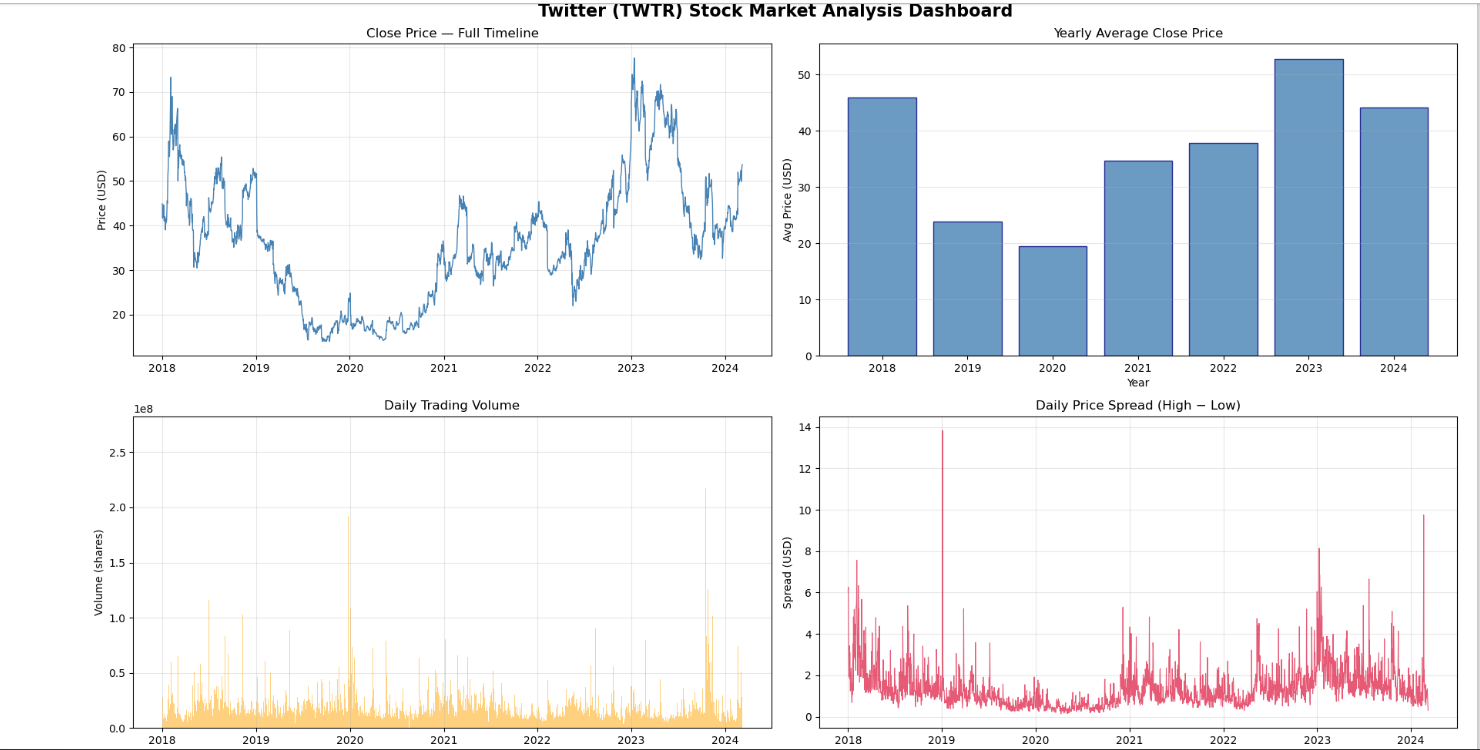 Twitter (TWTR) Stock Market Analysis Dashboard
Close Price — Full Timeline
Price (USD)
80
70
60
50
40
30
20
2018 2019 2020 2021 2022 2023 2024
Yearly Average Close Price
Avg Price (USD)
50
40
30
20
10
0
2018 2019 2020 2021 2022 2023 2024
Year
Daily Trading Volume
1e8
Volume (shares)
2.5
2.0
1.5
1.0
0.5
0.0
2018 2019 2020 2021 2022 2023 2024
Daily Price Spread (High − Low)
Spread (USD)
14
12
10
8
6
4
2
0
2018 2019 2020 2021 2022 2023 2024